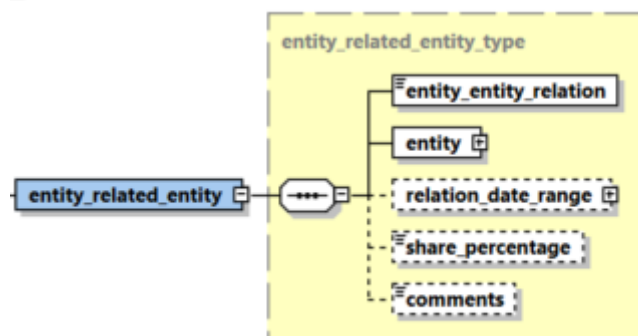 entity_related_entity_type
entity_entity_relation
entity
entity_related_entity
relation_date_range
share_percentage
comments